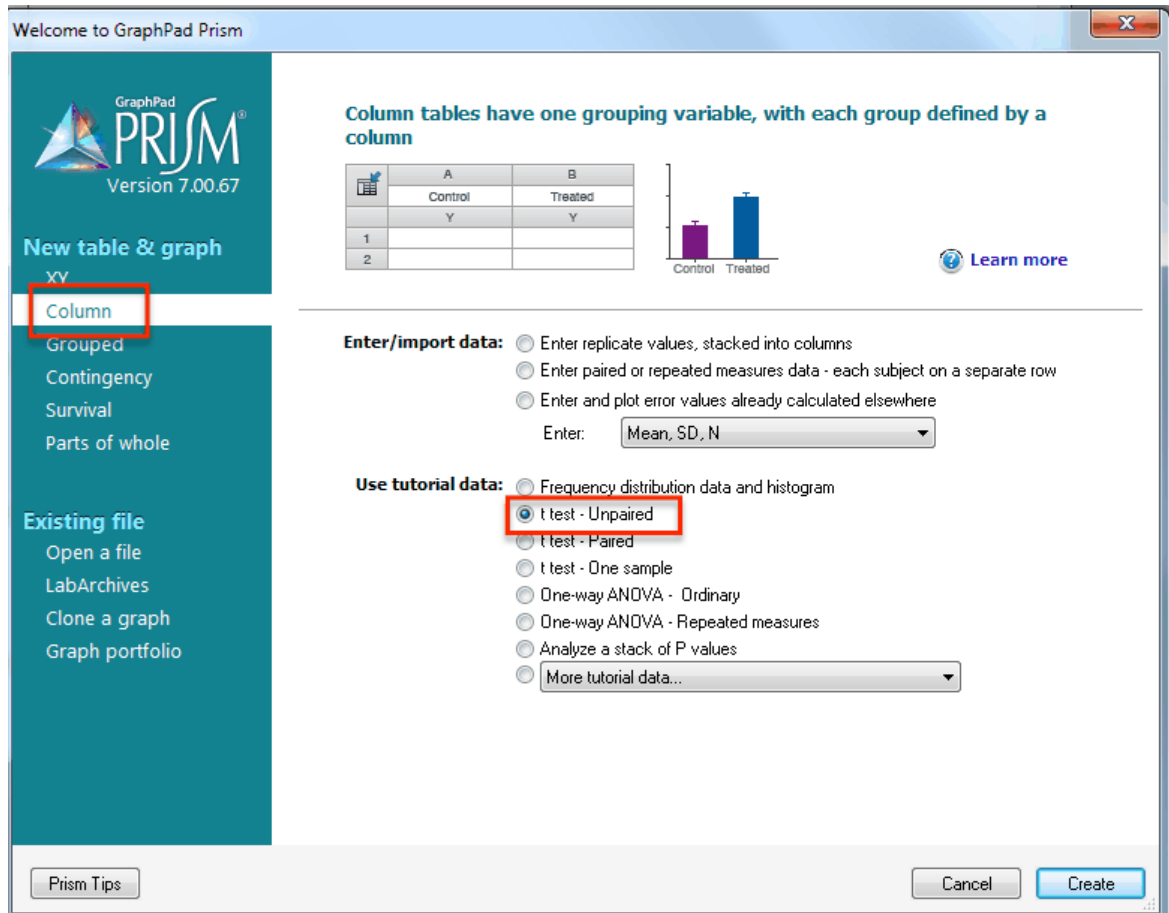 Welcome to GraphPad Prism
GraphPad
PRISM®
Version 7.00.67
New table & graph
XY
Column
Grouped
Contingency
Survival
Parts of whole
Existing file
Open a file
LabArchives
Clone a graph
Graph portfolio
Column tables have one grouping variable, with each group defined by a
column
A B
Control Treated
Y Y
1
2
Control Treated
Learn more
Enter/import data: Enter replicate values, stacked into columns
Enter paired or repeated measures data - each subject on a separate row
Enter and plot error values already calculated elsewhere
Enter: Mean, SD, N
Use tutorial data: Frequency distribution data and histogram
t test - Unpaired
t test - Paired
t test - One sample
One-way ANOVA - Ordinary
One-way ANOVA - Repeated measures
Analyze a stack of P values
More tutorial data...
Prism Tips
Cancel
Create